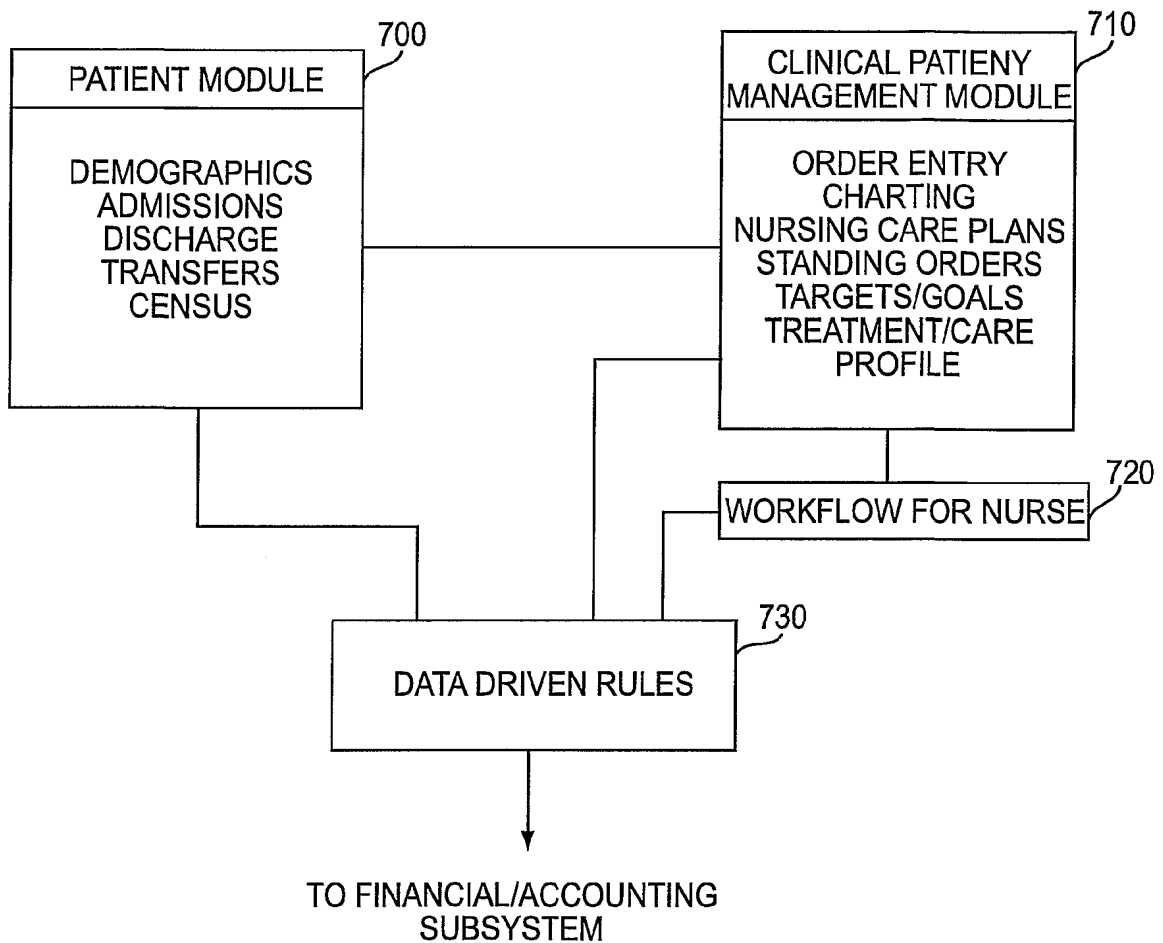 700
PATIENT MODULE
DEMOGRAPHICS
ADMISSIONS
DISCHARGE
TRANSFERS
CENSUS
710
CLINICAL PATIENY
MANAGEMENT MODULE
ORDER ENTRY
CHARTING
NURSING CARE PLANS
STANDING ORDERS
TARGETS/GOALS
TREATMENT/CARE
PROFILE
720
WORKFLOW FOR NURSE
730
DATA DRIVEN RULES
TO FINANCIAL/ACCOUNTING
SUBSYSTEM